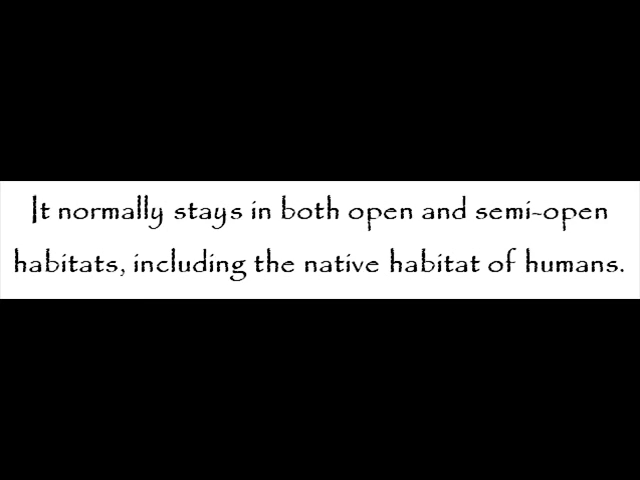 It normally stays in both open and semi-open
habitats, including the native habitat of humans.